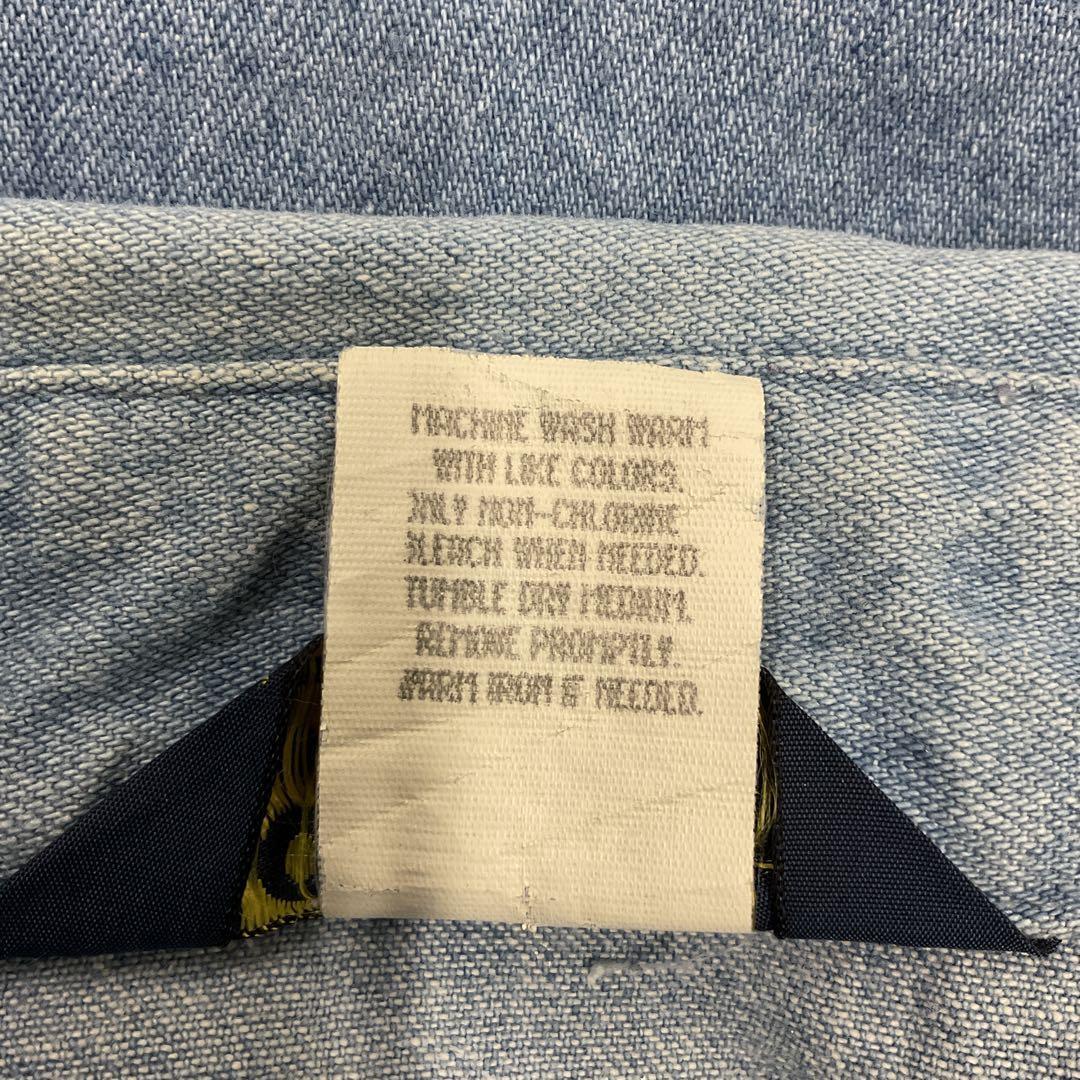 MACHINE WASH WARM
WITH LIKE COLORS.
ONLY NON-CHLORINE
BLEACH WHEN NEEDED.
TUMBLE DRY MEDIUM.
REMOVE PROMPTLY.
WARM IRON IF NEEDED.